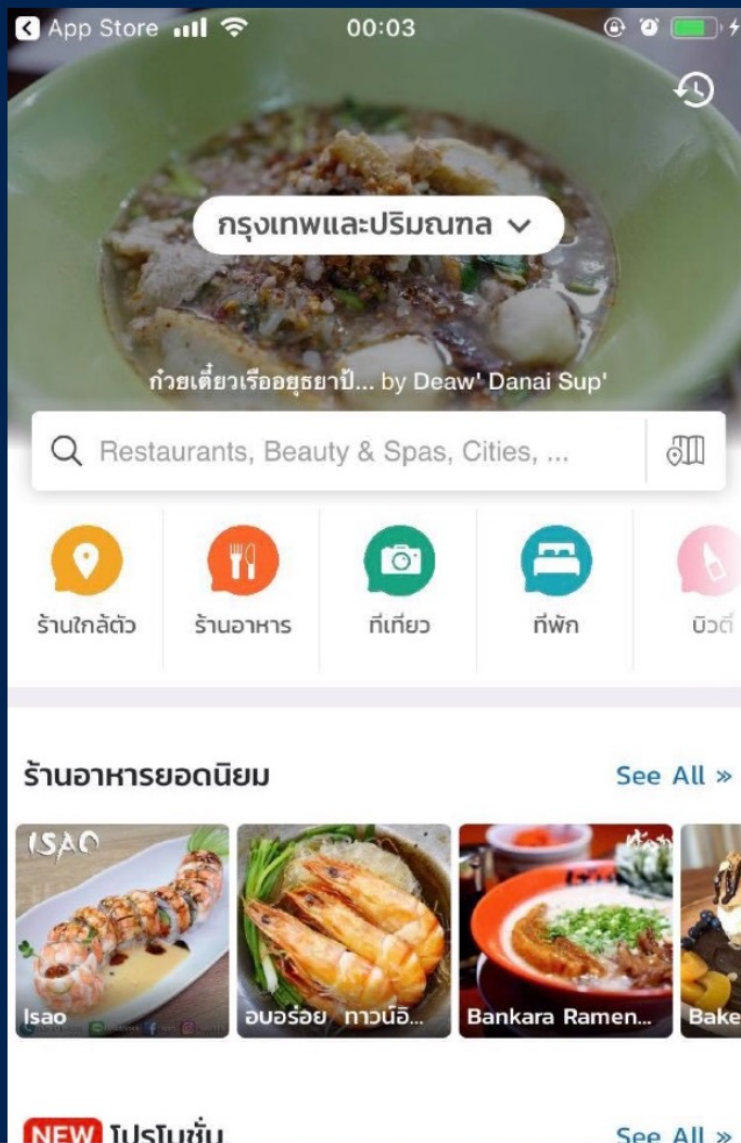 App Store 00:03
กรุงเทพและปริมณฑล
ก๋วยเตี๋ยวเรืออยุธยาป้... by Deaw' Danai Sup'
Restaurants, Beauty & Spas, Cities, ...
ร้านใกล้ตัว ร้านอาหาร ที่เที่ยว ที่พัก บิวตี้
ร้านอาหารยอดนิยม See All »
ISAO
Isao อบอร่อย ทาวน์อิ... Bankara Ramen... Bake
NEW โปรโมชั่น See All »